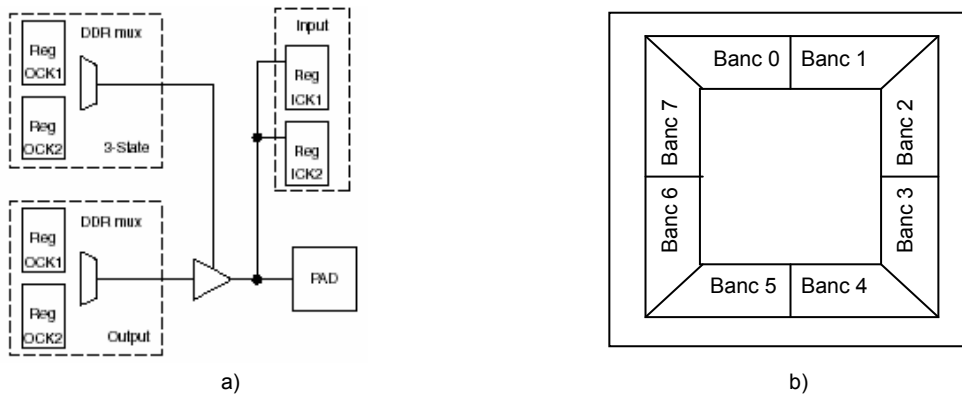 DDR mux
Reg
OCK1
Reg
OCK2
3-State
DDR mux
Reg
OCK1
Reg
OCK2
Output
Input
Reg
ICK1
Reg
ICK2
PAD
a)
Banc 0
Banc 1
Banc 7
Banc 2
Banc 6
Banc 3
Banc 5
Banc 4
b)